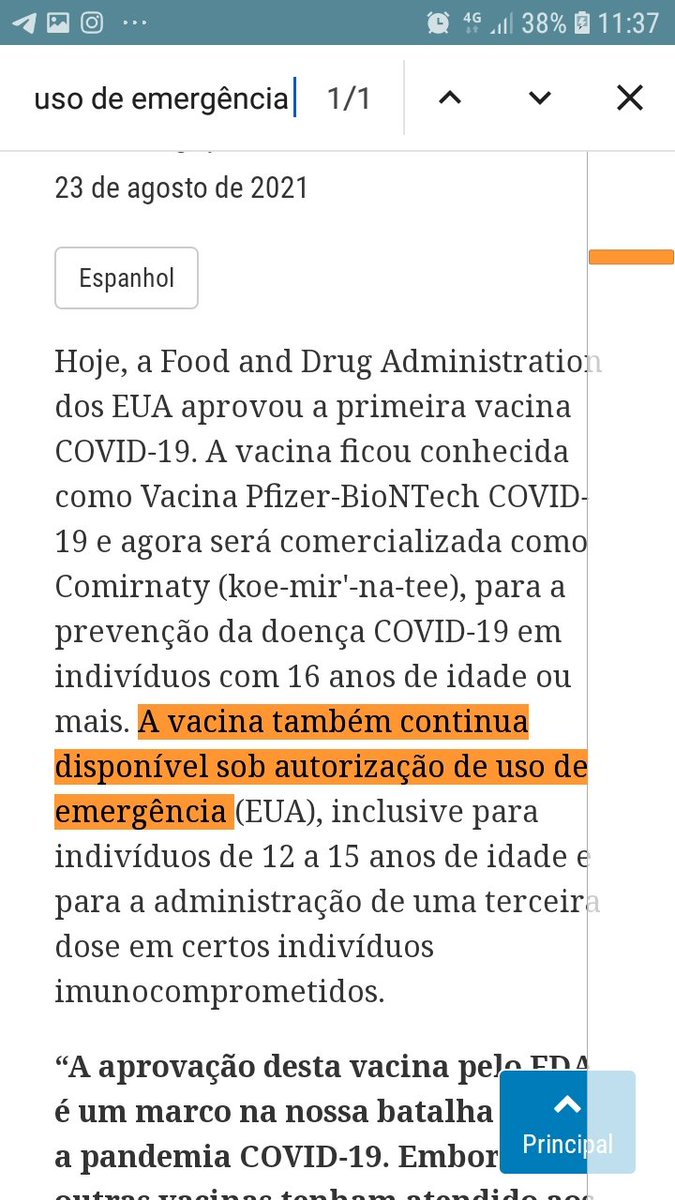 4G 38% 11:37
uso de emergência 1/1
23 de agosto de 2021
Espanhol
Hoje, a Food and Drug Administration
dos EUA aprovou a primeira vacina
COVID-19. A vacina ficou conhecida
como Vacina Pfizer-BioNTech COVID-
19 e agora será comercializada como
Comirnaty (koe-mir'-na-tee), para a
prevenção da doença COVID-19 em
indivíduos com 16 anos de idade ou
mais. A vacina também continua
disponível sob autorização de uso de
emergência (EUA), inclusive para
indivíduos de 12 a 15 anos de idade e
para a administração de uma terceira
dose em certos indivíduos
imunocomprometidos.
“A aprovação desta vacina pelo FDA
é um marco na nossa batalha
a pandemia COVID-19. Embor
outras vacinas tenham atendido aos
Principal